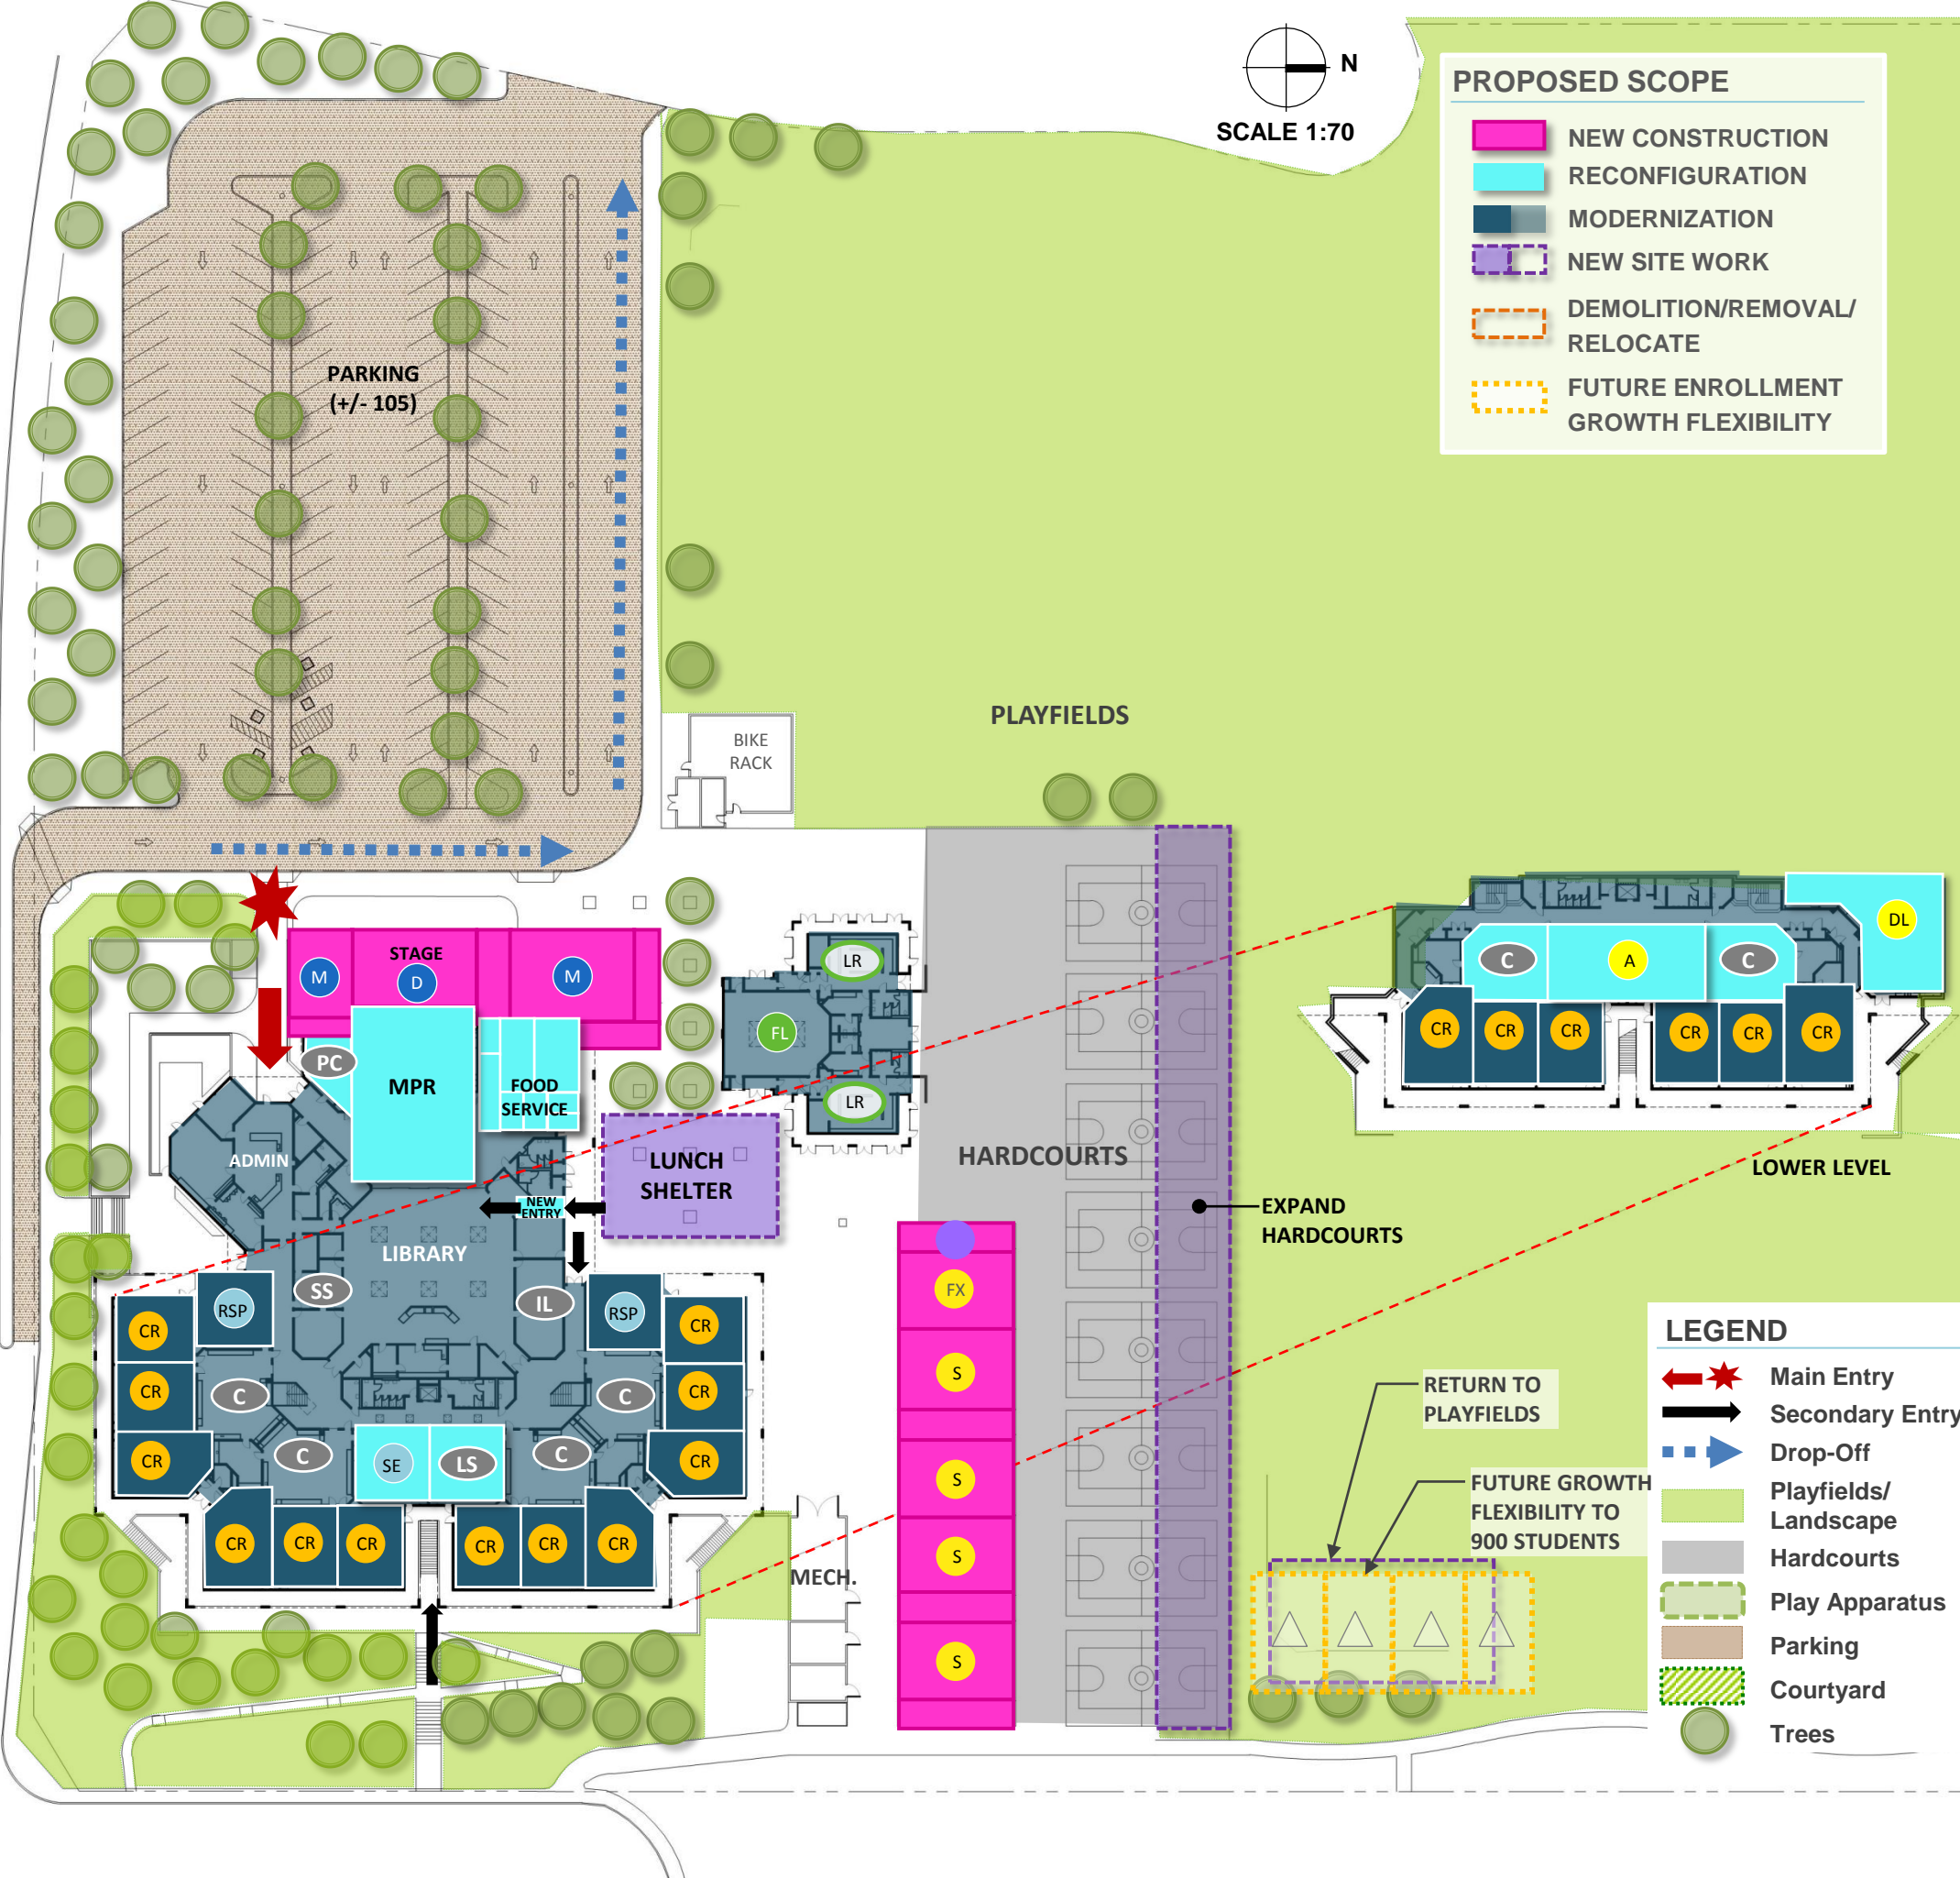 N
SCALE 1:70
PROPOSED SCOPE
NEW CONSTRUCTION
RECONFIGURATION
MODERNIZATION
NEW SITE WORK
DEMOLITION/REMOVAL/
RELOCATE
FUTURE ENROLLMENT
GROWTH FLEXIBILITY
PARKING
(+/- 105)
PLAYFIELDS
BIKE
RACK
STAGE
M
D
M
PC
MPR
FOOD
SERVICE
ADMIN
LUNCH
SHELTER
NEW
ENTRY
LIBRARY
SS
IL
RSP
RSP
CR
CR
CR
CR
CR
CR
C
C
C
C
SE
LS
CR
CR
CR
CR
CR
CR
LR
FL
LR
HARDCOURTS
EXPAND
HARDCOURTS
FX
S
S
S
S
MECH.
DL
C
A
C
CR
CR
CR
CR
CR
CR
LOWER LEVEL
RETURN TO
PLAYFIELDS
FUTURE GROWTH
FLEXIBILITY TO
900 STUDENTS
LEGEND
Main Entry
Secondary Entry
Drop-Off
Playfields/
Landscape
Hardcourts
Play Apparatus
Parking
Courtyard
Trees